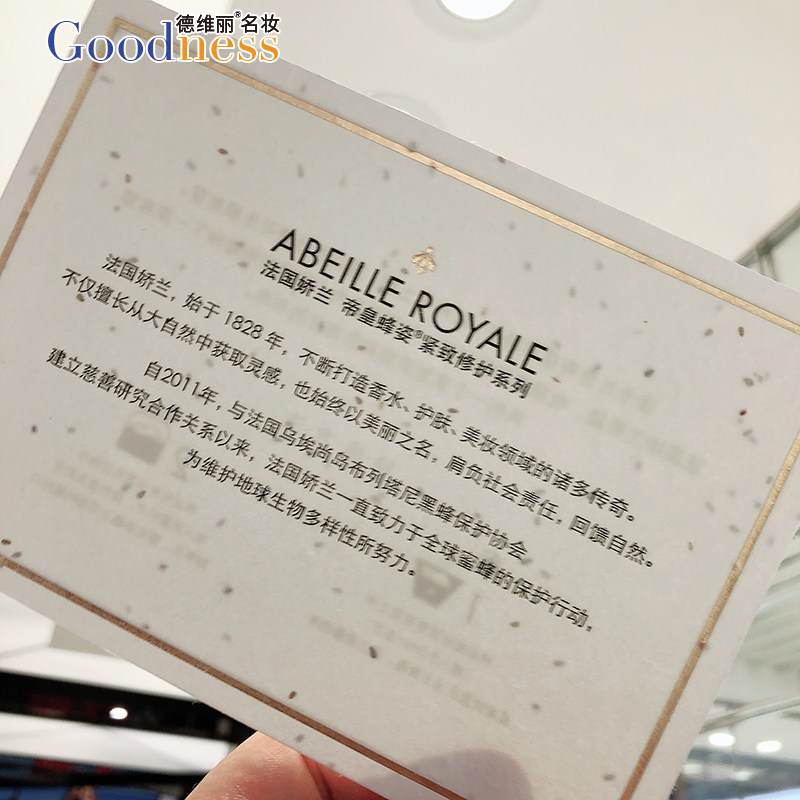 德维丽®名妆
Goodness
ABEILLE ROYALE
法国娇兰 帝皇蜂姿®紧致修护系列
法国娇兰，始于1828年，不断打造香水、护肤、美妆领域的诸多传奇。
不仅擅长从大自然中获取灵感，也始终以美丽之名，肩负社会责任，回馈自然。
自2011年，与法国乌埃尚岛布列塔尼黑蜂保护协会
建立慈善研究合作关系以来，法国娇兰一直致力于全球蜜蜂的保护行动，
为维护地球生物多样性所努力。